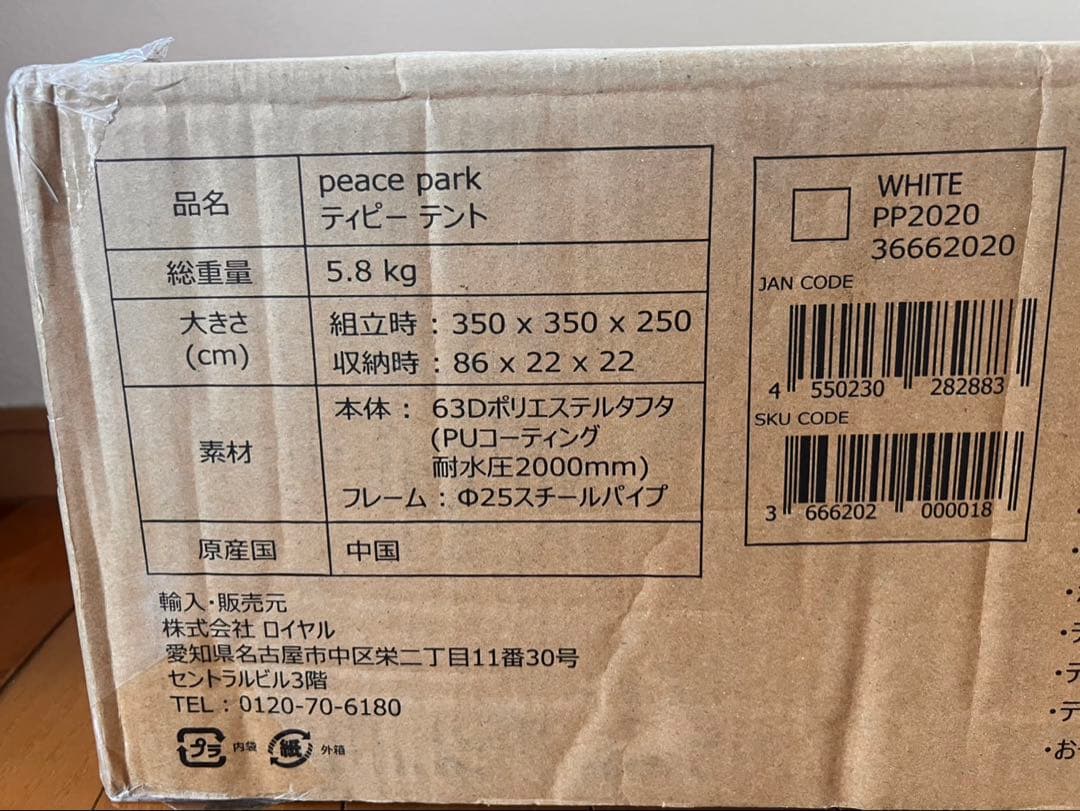 品名
peace park
ティピー テント
総重量
5.8 kg
大きさ
(cm)
組立時 : 350 x 350 x 250
収納時 : 86 x 22 x 22
素材
本体 : 63Dポリエステルタフタ
(PUコーティング
耐水圧2000mm)
フレーム : Φ25スチールパイプ
原産国
中国
輸入・販売元
株式会社 ロイヤル
愛知県名古屋市中区栄二丁目11番30号
セントラルビル3階
TEL : 0120-70-6180
プラ 内袋 紙 外箱
WHITE
PP2020
36662020
JAN CODE
4 550230 282883
SKU CODE
3 666202 000018
・テ
・デ
・お